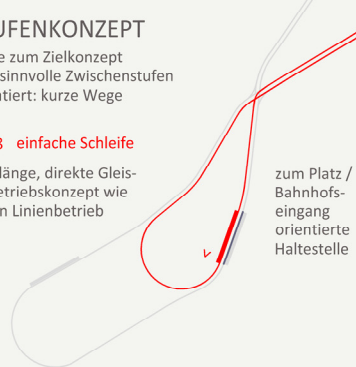 UFENKONZEPT
e zum Zielkonzept
sinnvolle Zwischenstufen
tiert: kurze Wege
einfache Schleife
länge, direkte Gleis-
etriebskonzept wie
n Linienbetrieb
zum Platz /
Bahnhofs-
eingang
orientierte
Haltestelle